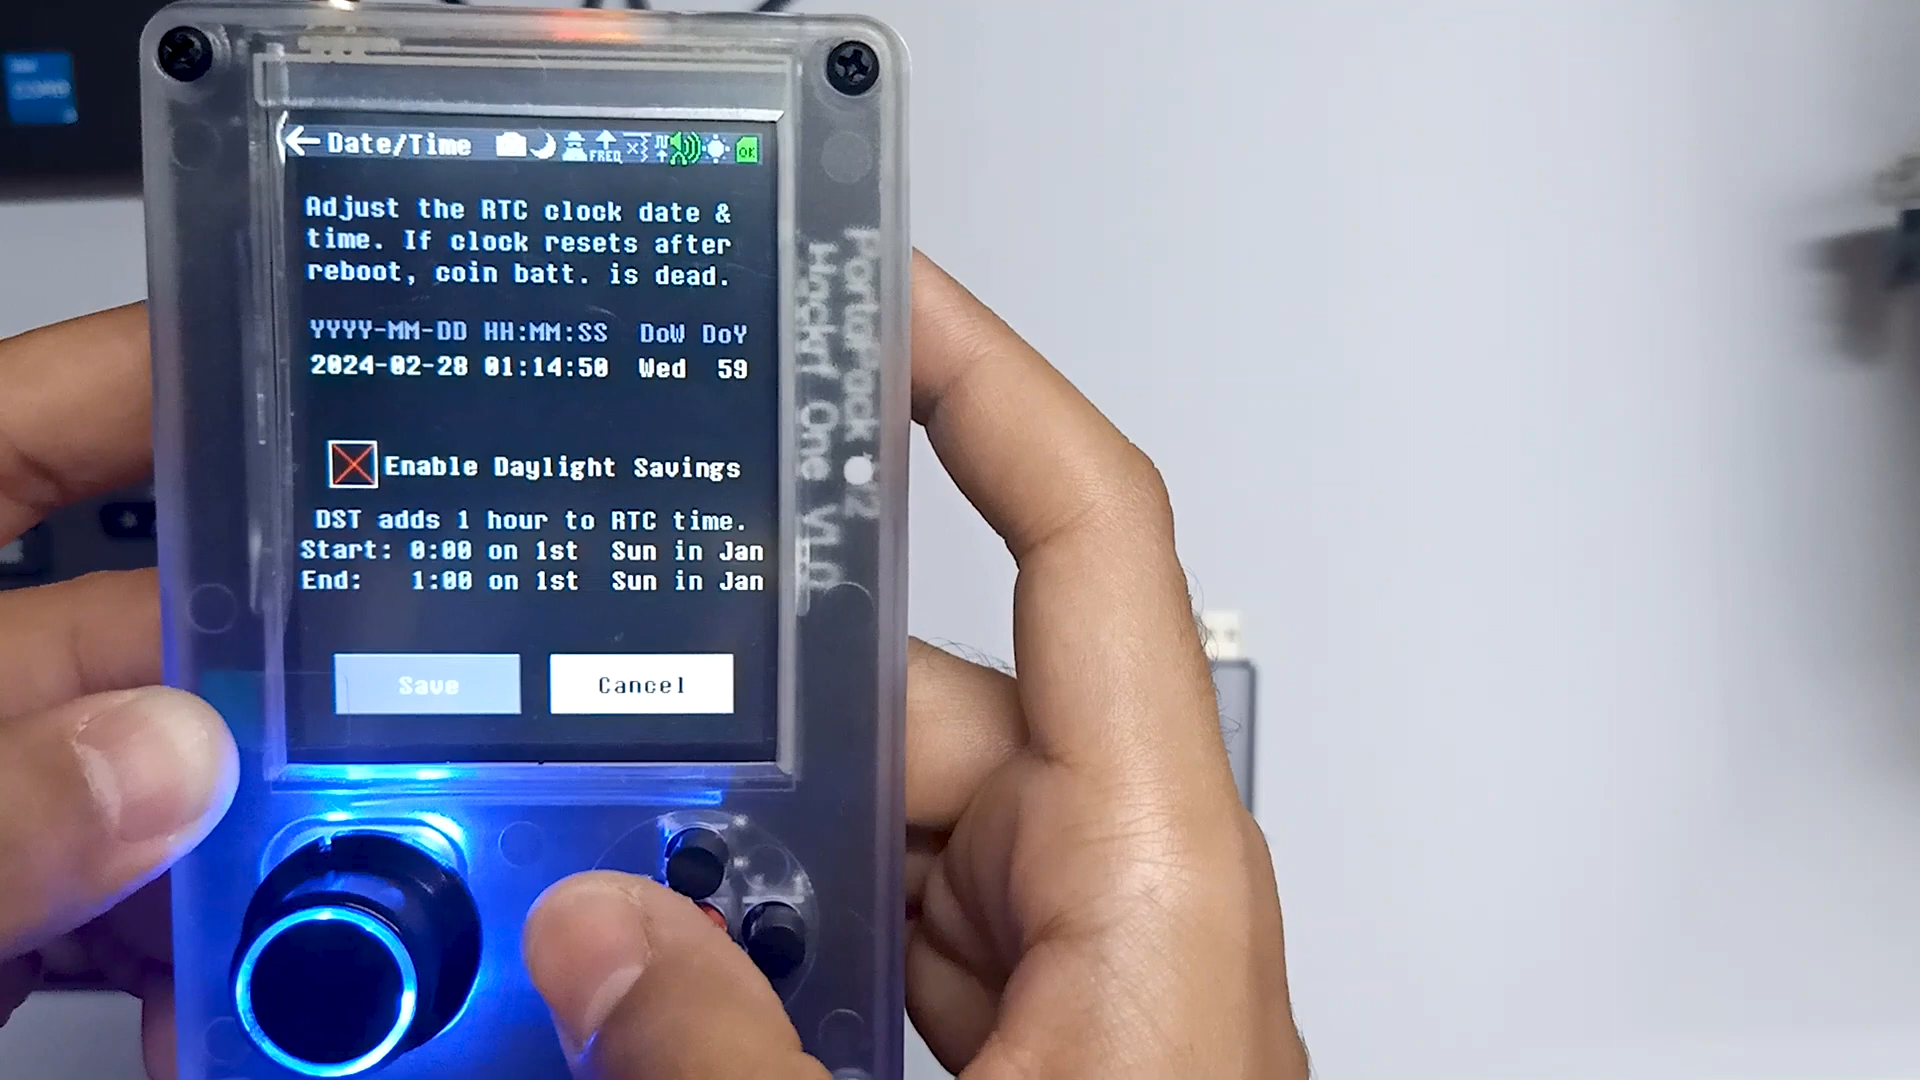 Date/Time
FREQ
OK
Adjust the RTC clock date &
time. If clock resets after
reboot, coin batt. is dead.
YYYY-MM-DD HH:MM:SS DoW DoY
2024-02-28 01:14:50 Wed 59
Enable Daylight Savings
DST adds 1 hour to RTC time.
Start: 0:00 on 1st Sun in Jan
End: 1:00 on 1st Sun in Jan
Save
Cancel
PortaPack
Hackrf One V1.0